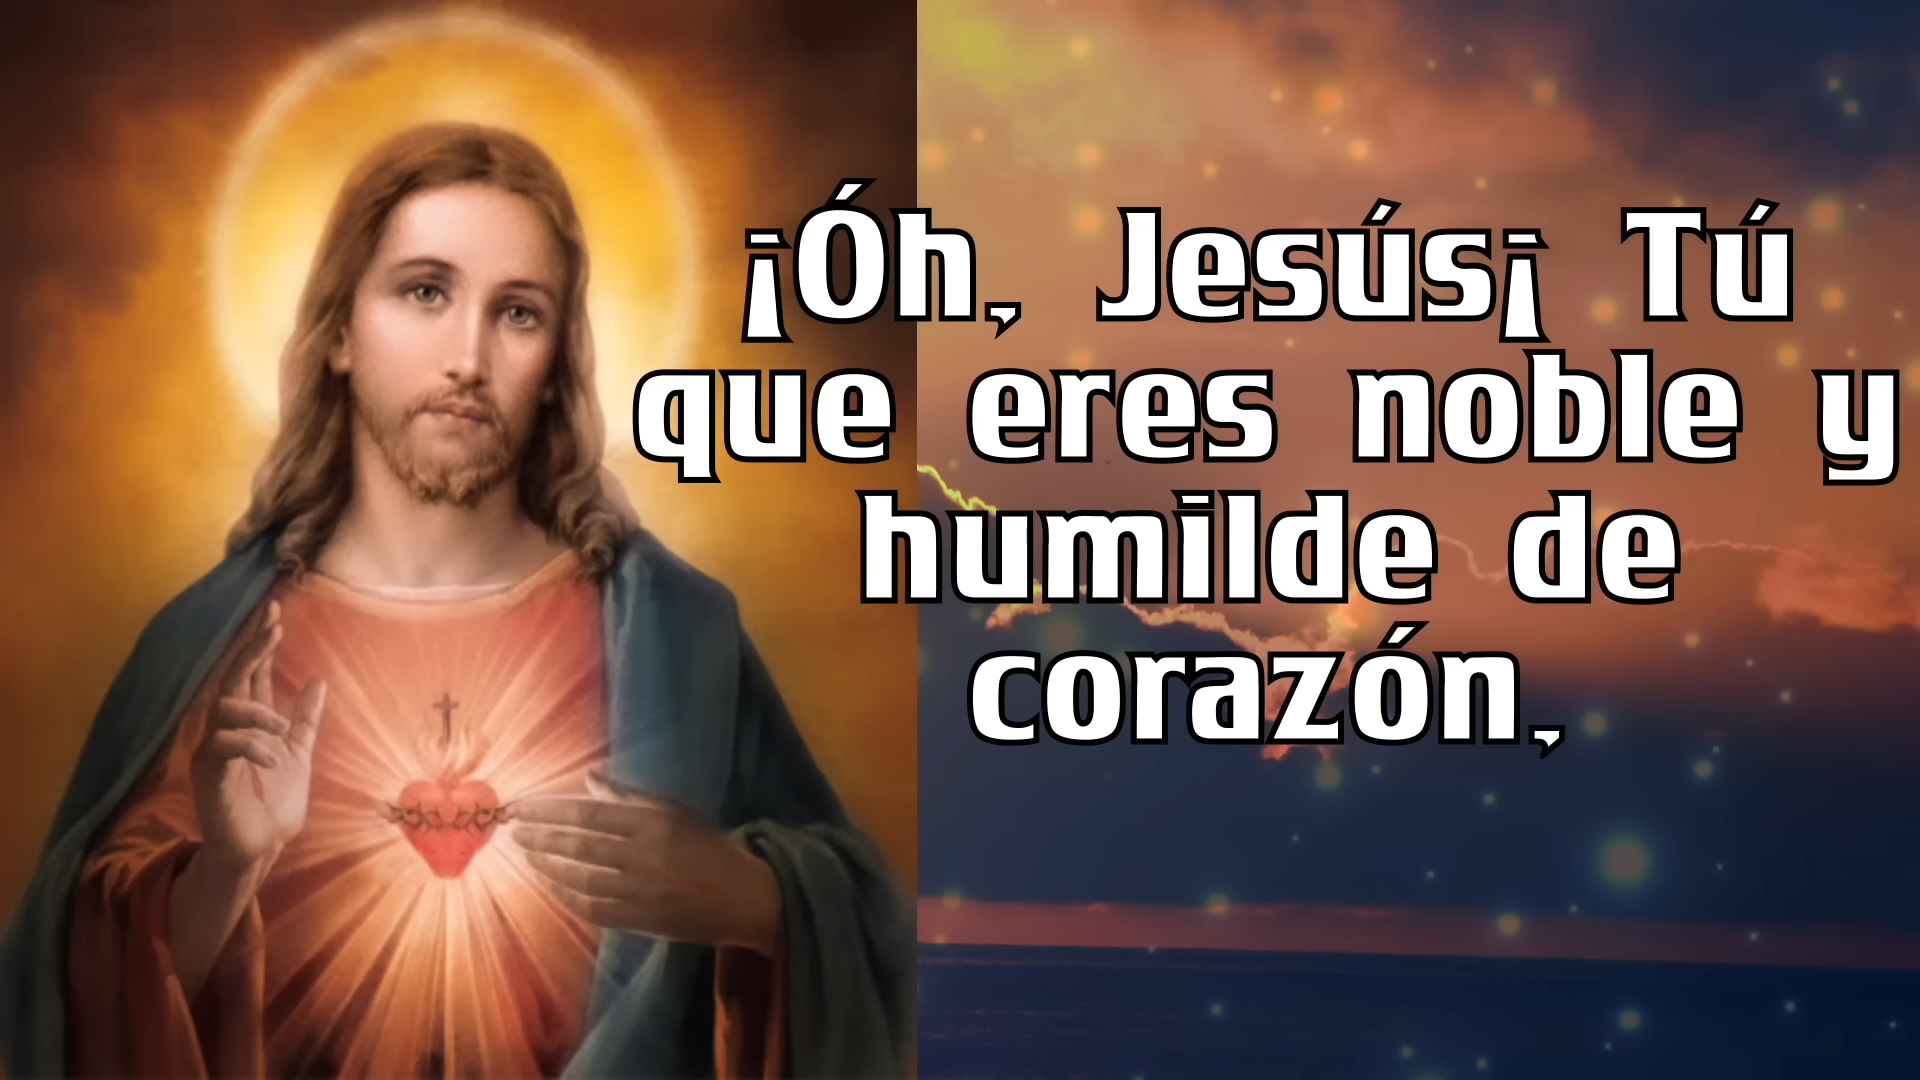 ¡Óh, Jesús¡ Tú
que eres noble y
humilde de
corazón,